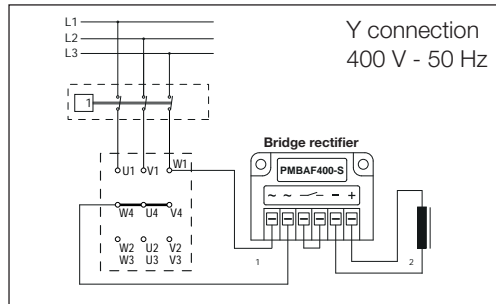 Y connection
400 V - 50 Hz
L1
L2
L3
1
Bridge rectifier
PMBAF400-S
~ ~ − +
U1 V1 W1
W4 U4 V4
W2 U2 V2
W3 U3 V3
1 2